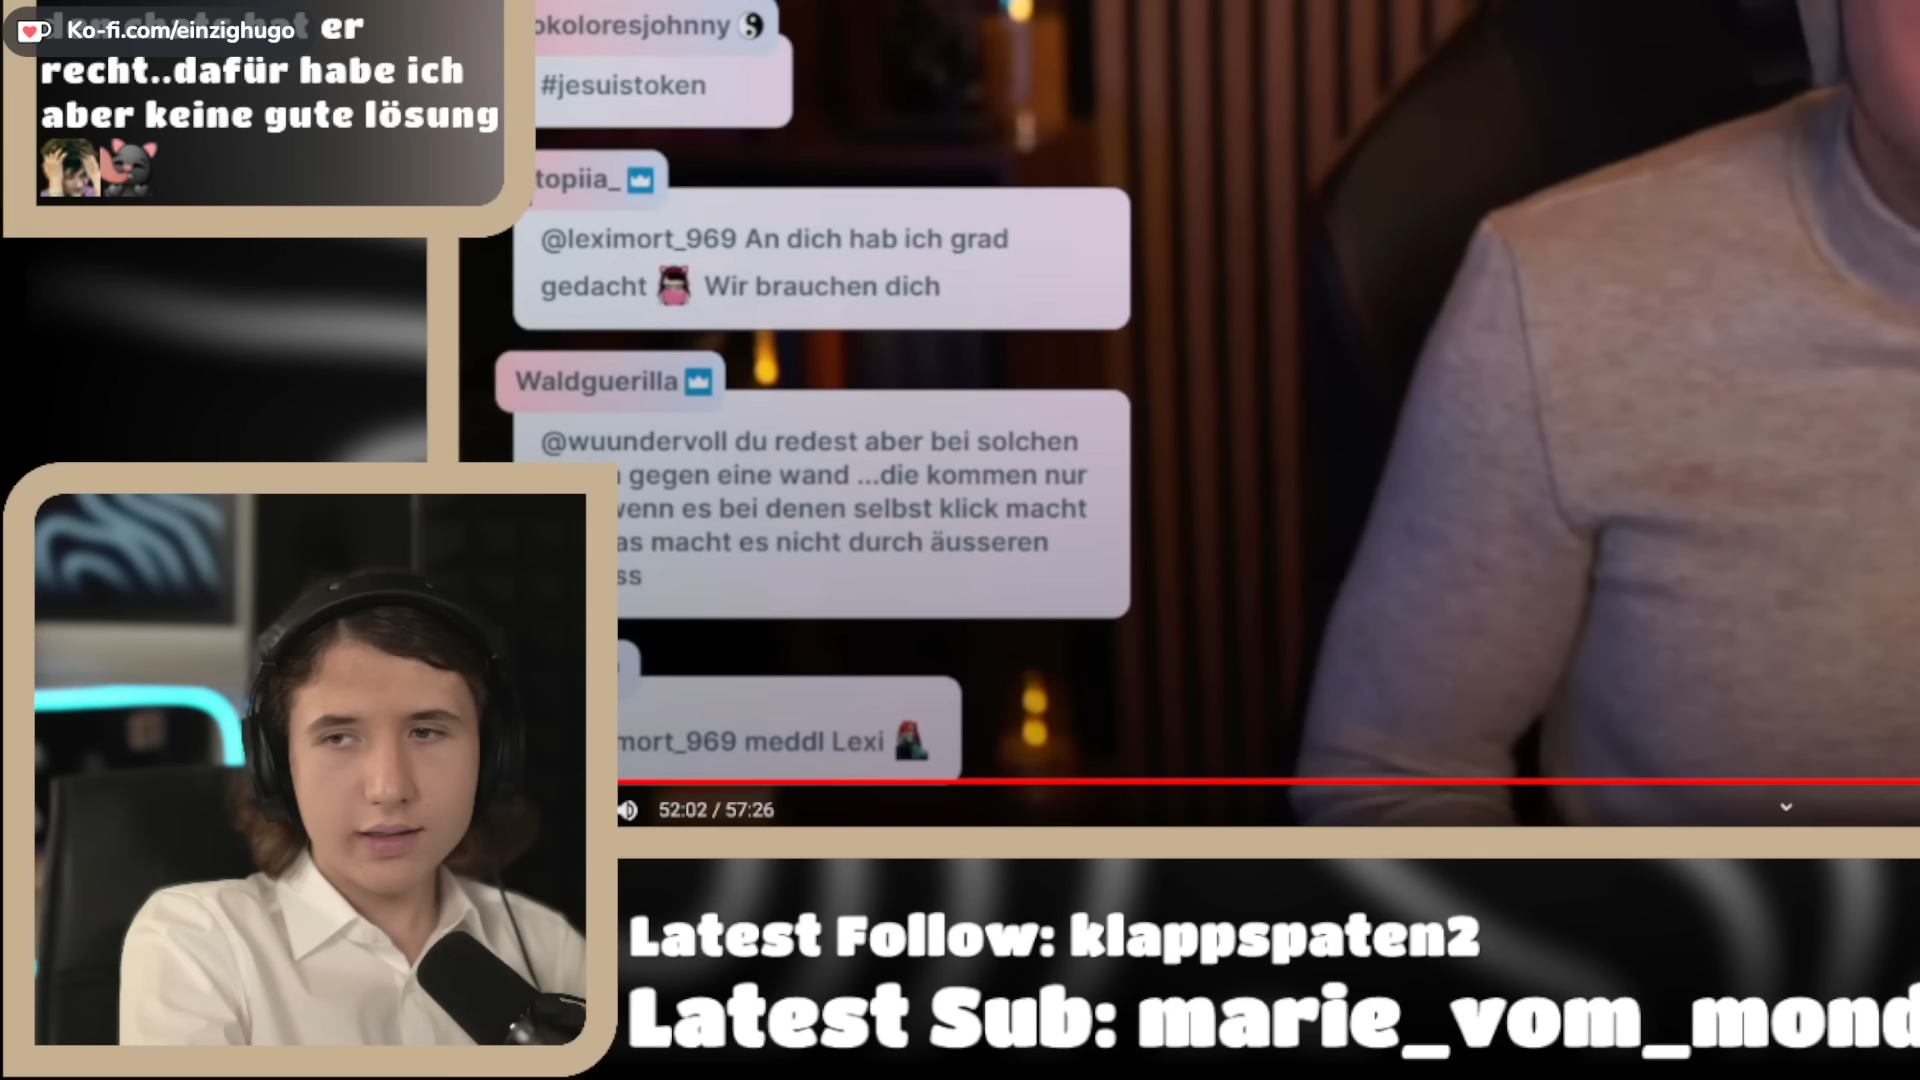 Ko-fi.com/einzighugo
er
recht..dafür habe ich
aber keine gute lösung
okoloresjohnny
#jesuistoken
topiia_
@leximort_969 An dich hab ich grad
gedacht Wir brauchen dich
Waldguerilla
@wuundervoll du redest aber bei solchen
gegen eine wand ...die kommen nur
wenn es bei denen selbst klick macht
as macht es nicht durch äusseren
ss
mort_969 meddl Lexi
52:02 / 57:26
Latest Follow: klappspaten2
Latest Sub: marie_vom_mond